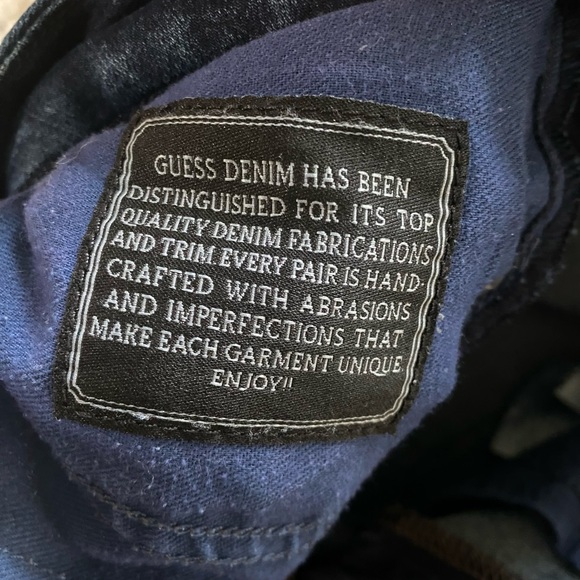 GUESS DENIM HAS BEEN
DISTINGUISHED FOR ITS TOP
QUALITY DENIM FABRICATIONS
AND TRIM EVERY PAIR IS HAND-
CRAFTED WITH ABRASIONS
AND IMPERFECTIONS THAT
MAKE EACH GARMENT UNIQUE
ENJOY!!